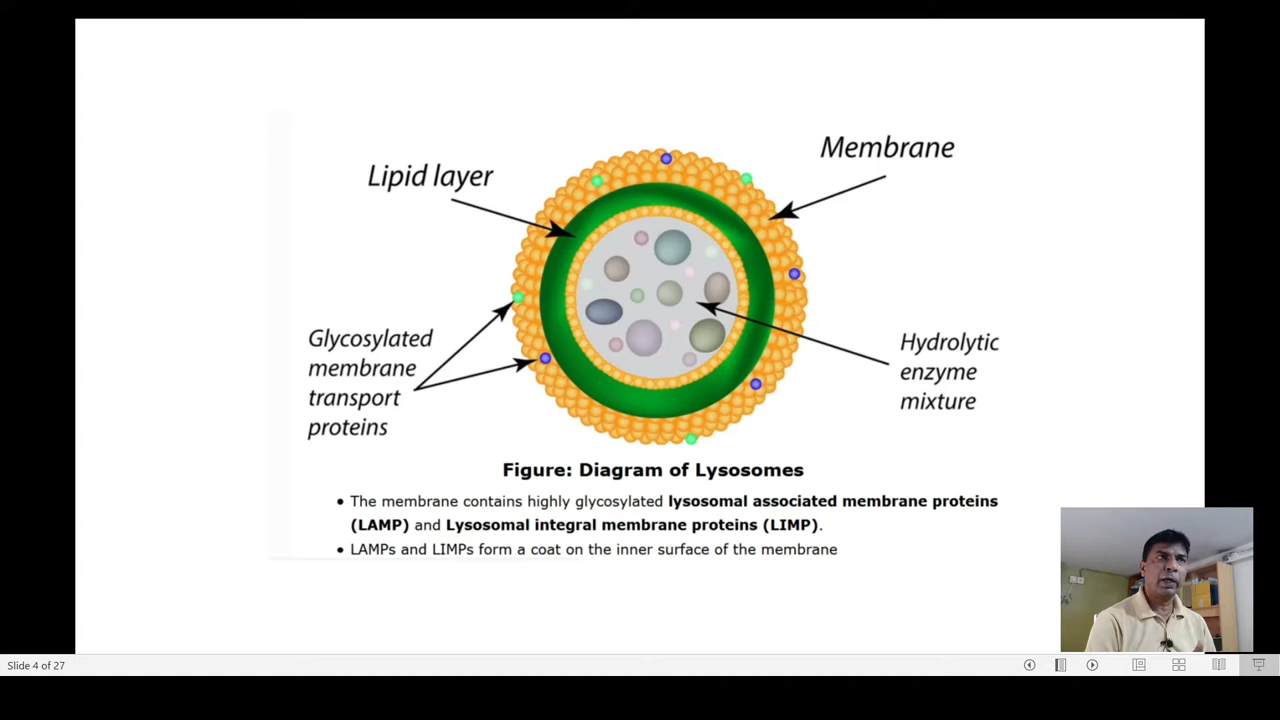 Lipid layer
Membrane
Glycosylated
membrane
transport
proteins
Hydrolytic
enzyme
mixture
Figure: Diagram of Lysosomes
• The membrane contains highly glycosylated lysosomal associated membrane proteins
(LAMP) and Lysosomal integral membrane proteins (LIMP).
• LAMPs and LIMPs form a coat on the inner surface of the membrane
Slide 4 of 27